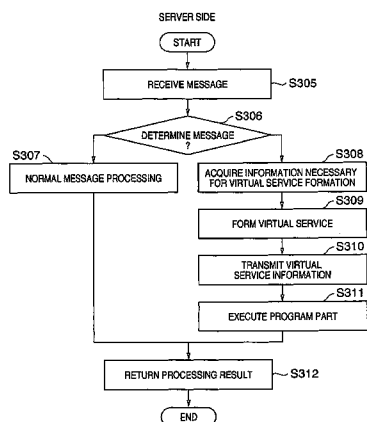 SERVER SIDE
START
RECEIVE MESSAGE
S305
S306
DETERMINE MESSAGE
?
S307
NORMAL MESSAGE PROCESSING
S308
ACQUIRE INFORMATION NECESSARY
FOR VIRTUAL SERVICE FORMATION
S309
FORM VIRTUAL SERVICE
S310
TRANSMIT VIRTUAL
SERVICE INFORMATION
S311
EXECUTE PROGRAM PART
RETURN PROCESSING RESULT
S312
END